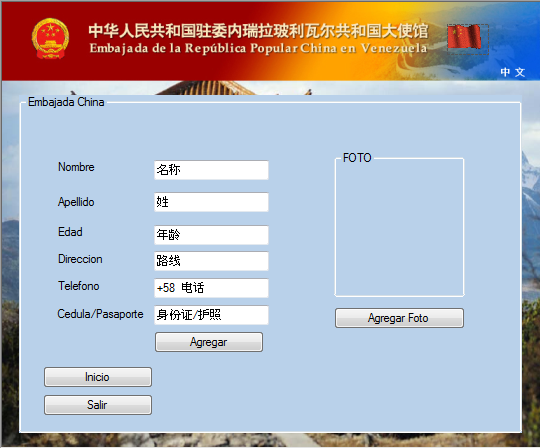 中华人民共和国驻委内瑞拉玻利瓦尔共和国大使馆
Embajada de la República Popular China en Venezuela
中 文
Embajada China
Nombre 名称
FOTO
Apellido 姓
Edad 年龄
Direccion 路线
Telefono +58 电话
Cedula/Pasaporte 身份证/护照
Agregar Foto
Agregar
Inicio
Salir